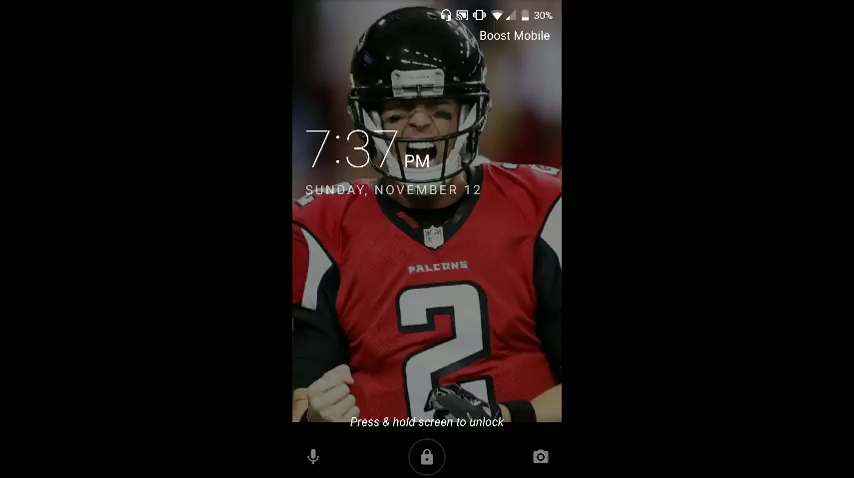 30%
Boost Mobile
7:37 PM
SUNDAY, NOVEMBER 12
FALCONS
2
Press & hold screen to unlock